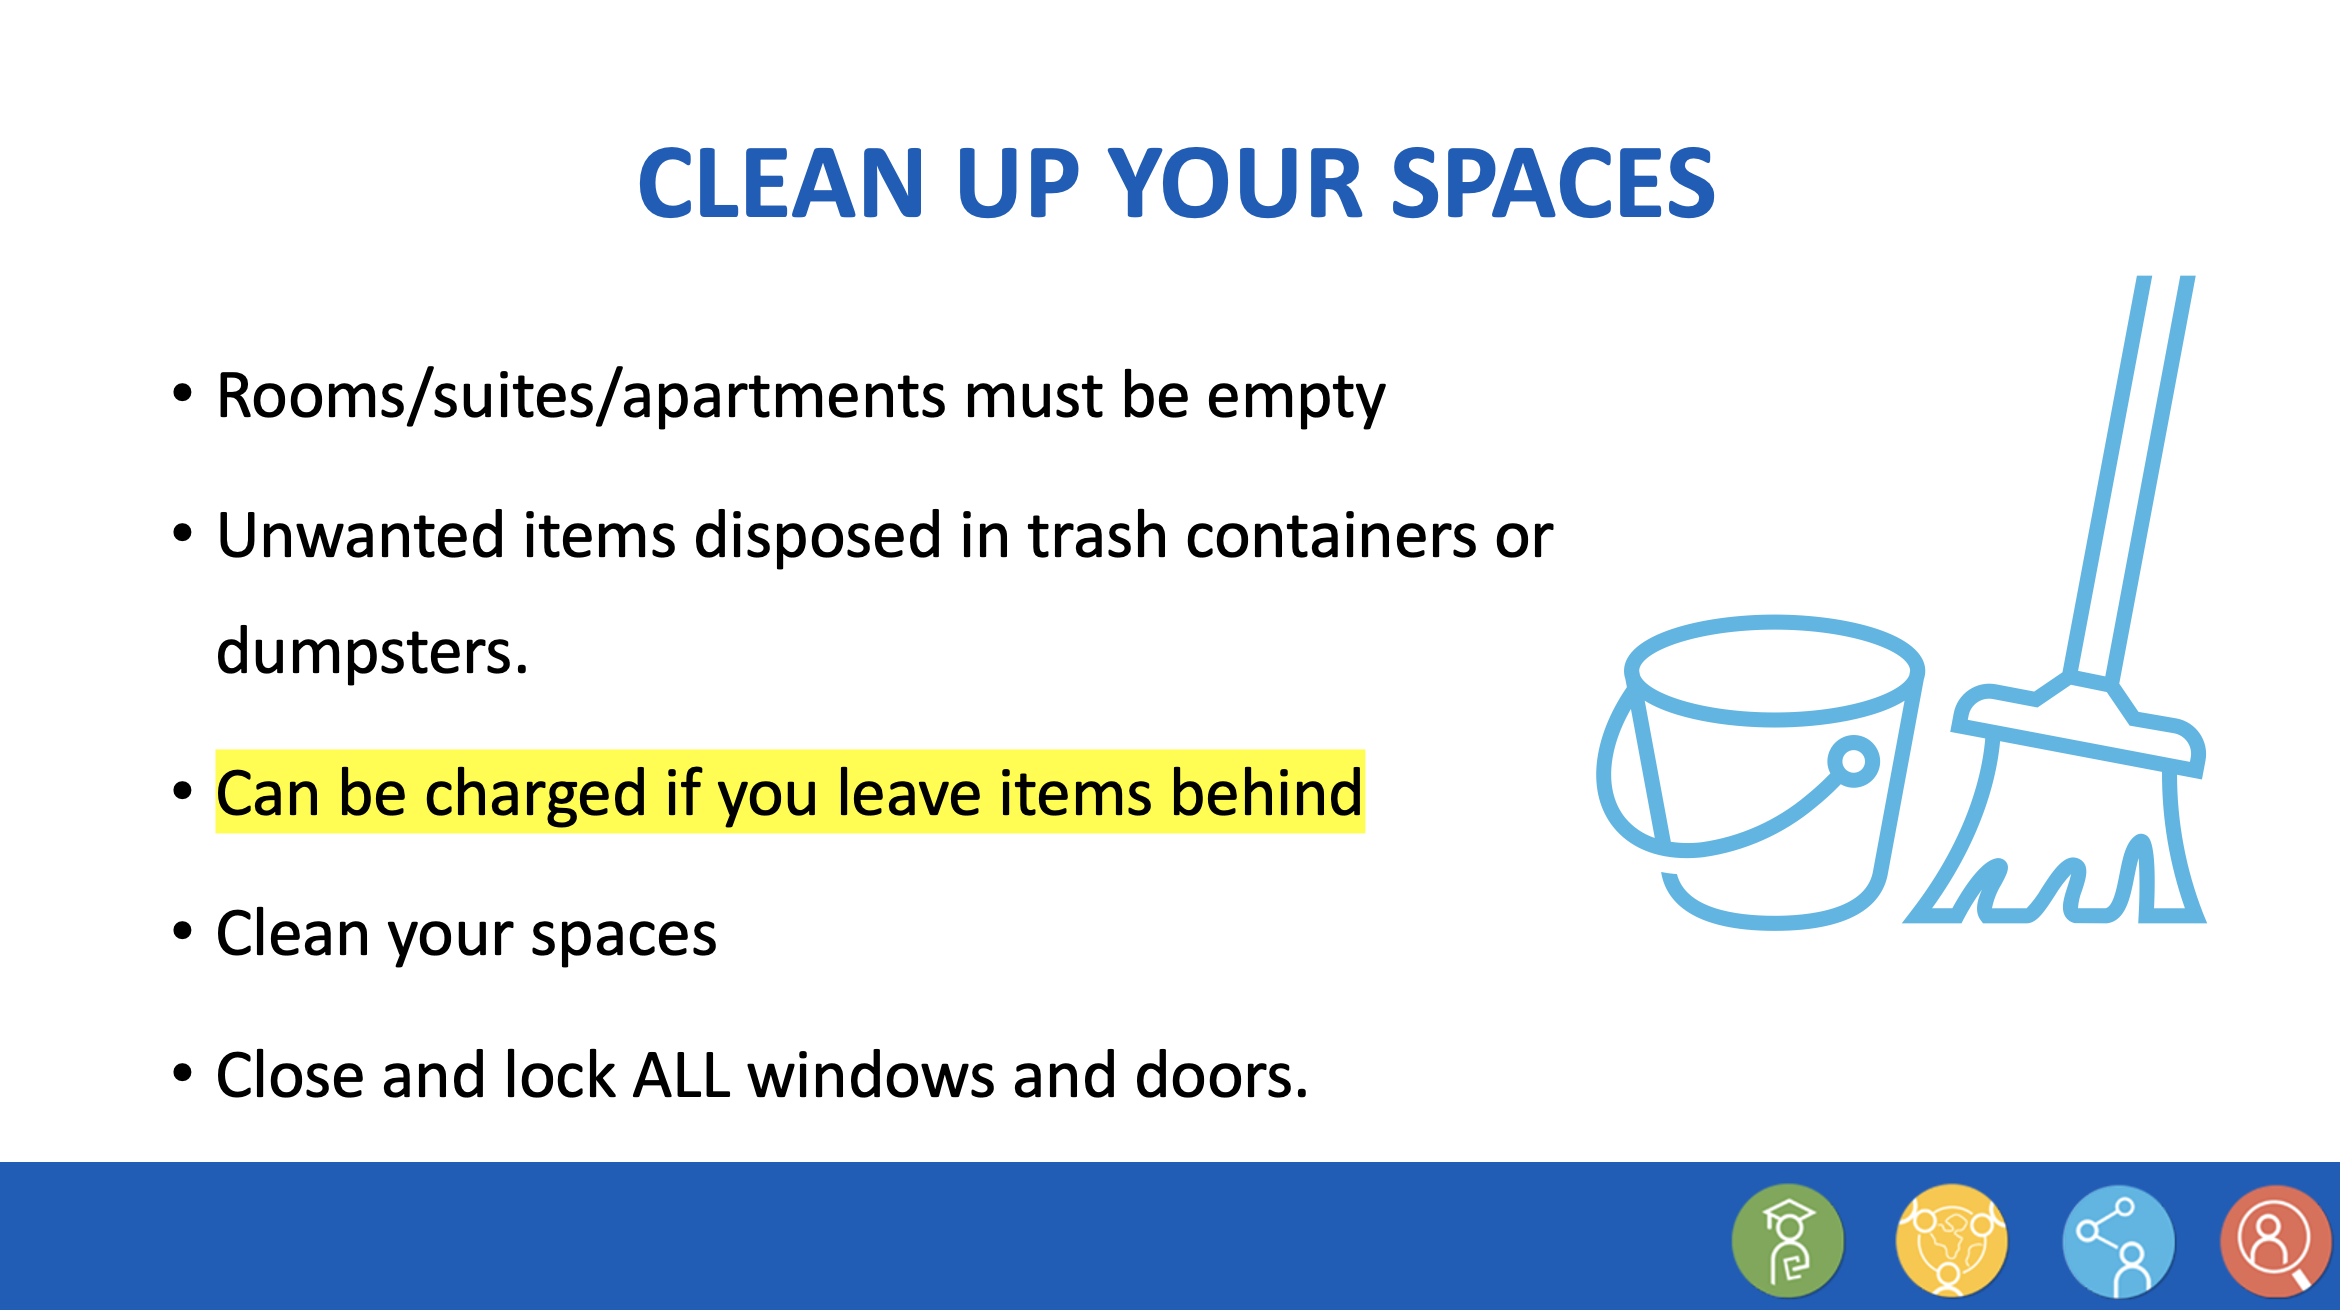 CLEAN UP YOUR SPACES
• Rooms/suites/apartments must be empty
• Unwanted items disposed in trash containers or
dumpsters.
• Can be charged if you leave items behind
• Clean your spaces
• Close and lock ALL windows and doors.